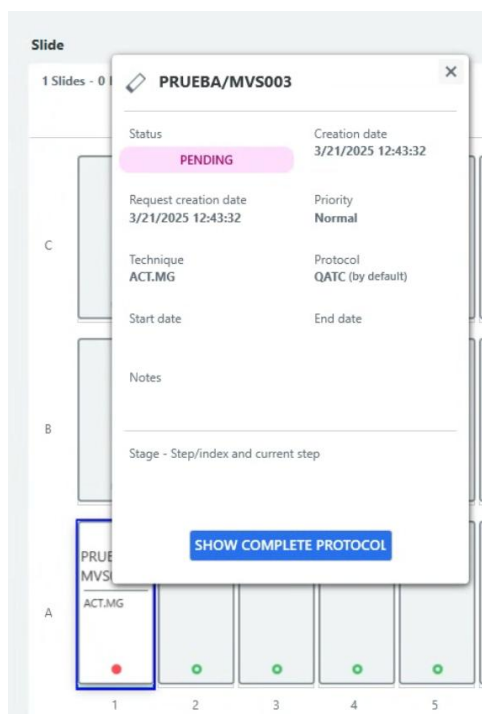 Slide
1 Slides - 0
PRUEBA/MVS003
Status
PENDING
Creation date
3/21/2025 12:43:32
Request creation date
3/21/2025 12:43:32
Priority
Normal
Technique
ACT.MG
Protocol
QATC (by default)
Start date
End date
Notes
Stage - Step/index and current step
SHOW COMPLETE PROTOCOL
C
B
A
PRUE
MVS
ACT.MG
1 2 3 4 5